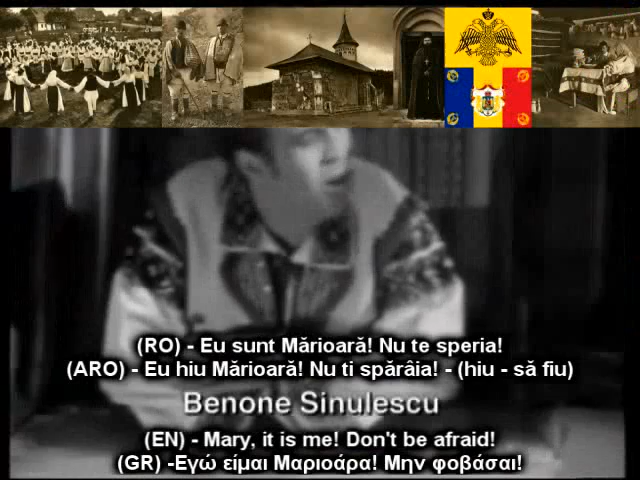 (RO) - Eu sunt Mărioară! Nu te speria!
(ARO) - Eu hiu Mărioară! Nu ti spărâia! - (hiu - să fiu)
Benone Sinulescu
(EN) - Mary, it is me! Don't be afraid!
(GR) -Εγώ είμαι Μαριοάρα! Μην φοβάσαι!